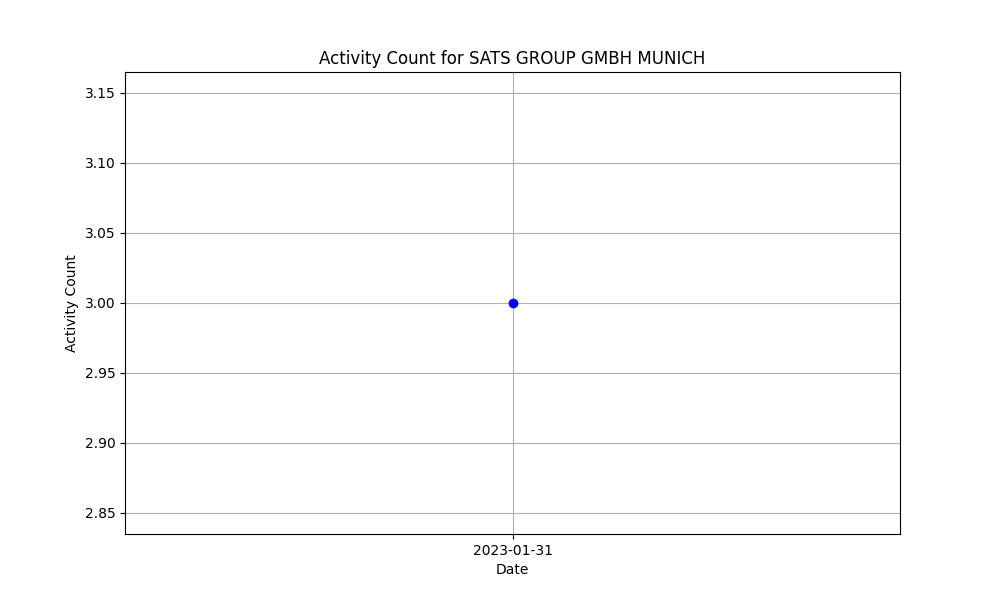 Activity Count for SATS GROUP GMBH MUNICH
3.15
3.10
3.05
3.00
2.95
2.90
2.85
Activity Count
2023-01-31
Date